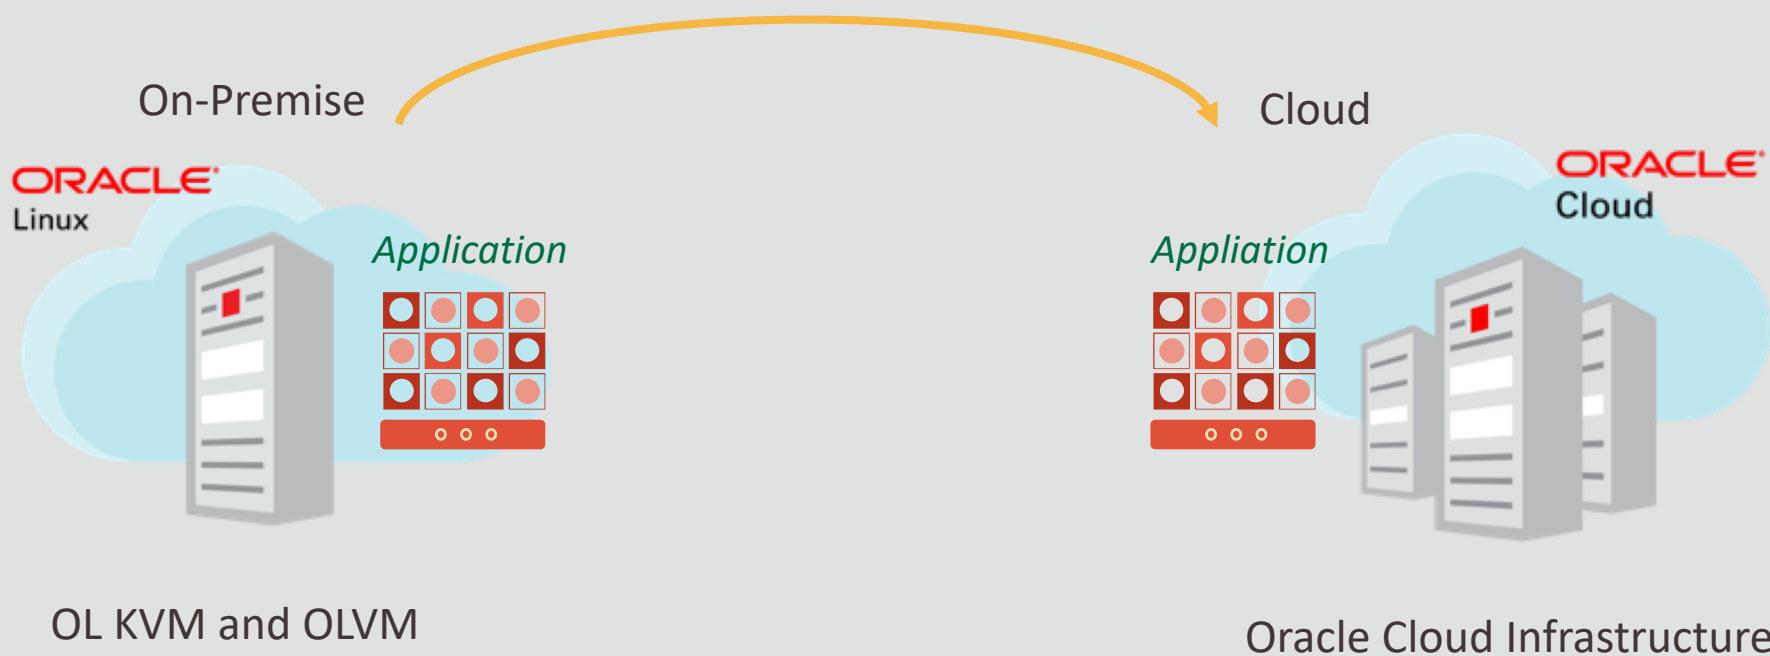 On-Premise
Cloud
ORACLE
Linux
ORACLE
Cloud
Application
Appliation
OL KVM and OLVM
Oracle Cloud Infrastructure